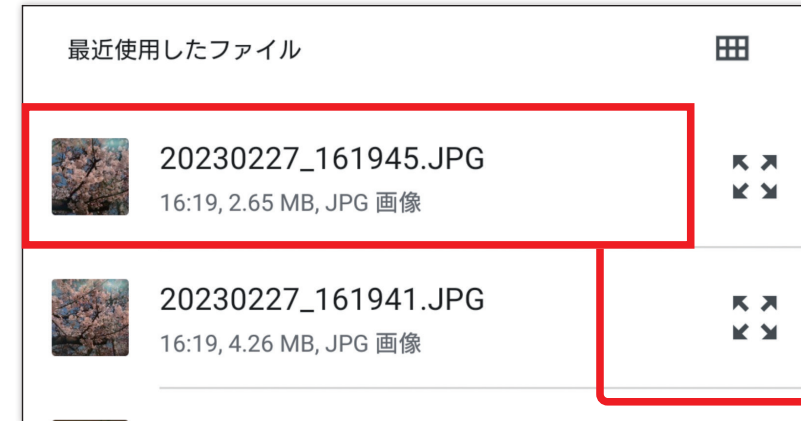 最近使用したファイル
20230227_161945.JPG
16:19, 2.65 MB, JPG 画像
20230227_161941.JPG
16:19, 4.26 MB, JPG 画像